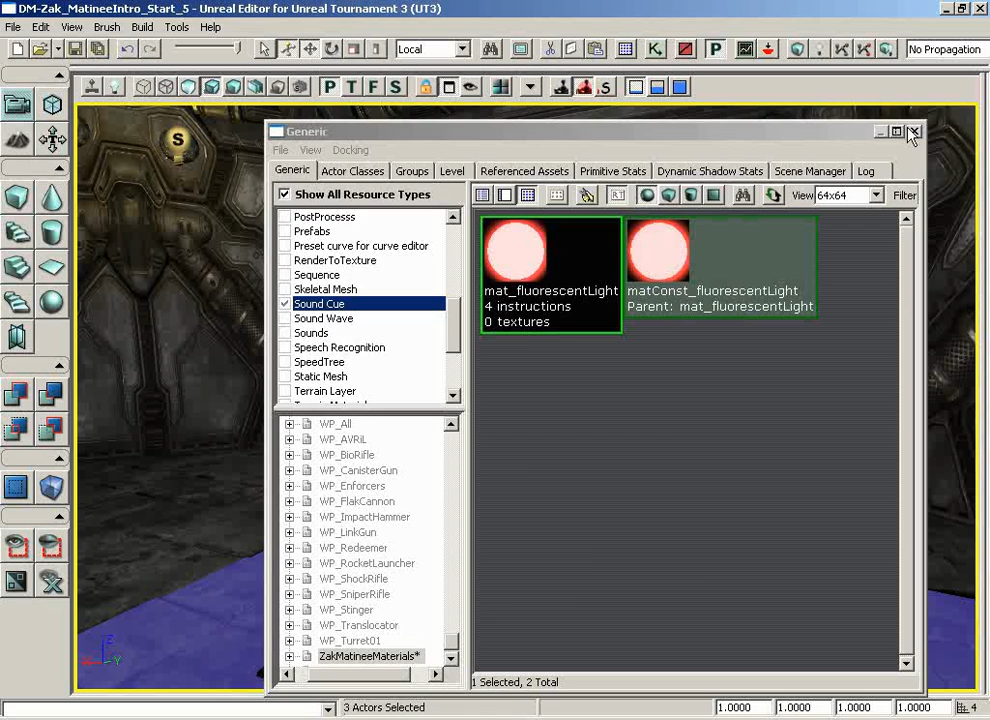 DM-Zak_MatineeIntro_Start_5 - Unreal Editor for Unreal Tournament 3 (UT3)
File Edit View Brush Build Tools Help
Local
P
No Propagation
P T F S
S
S
Generic
File View Docking
Generic Actor Classes Groups Level Referenced Assets Primitive Stats Dynamic Shadow Stats Scene Manager Log
Show All Resource Types
View 64x64 Filter
PostProcesss
Prefabs
Preset curve for curve editor
RenderToTexture
Sequence
Skeletal Mesh
Sound Cue
Sound Wave
Sounds
Speech Recognition
SpeedTree
Static Mesh
Terrain Layer
mat_fluorescentLight
4 instructions
0 textures
matConst_fluorescentLight
Parent: mat_fluorescentLight
WP_All
WP_AVRiL
WP_BioRifle
WP_CanisterGun
WP_Enforcers
WP_FlakCannon
WP_ImpactHammer
WP_LinkGun
WP_Redeemer
WP_RocketLauncher
WP_ShockRifle
WP_SniperRifle
WP_Stinger
WP_Translocator
WP_Turret01
ZakMatineeMaterials*
1 Selected, 2 Total
Z
X
Y
3 Actors Selected
1.0000 1.0000 1.0000 1.0000 4